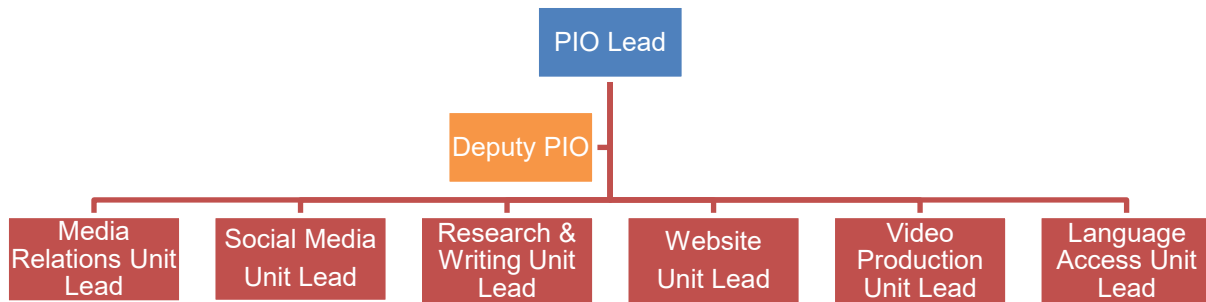 PIO Lead
Deputy PIO
Media
Relations Unit
Lead
Social Media
Unit Lead
Research &
Writing Unit
Lead
Website
Unit Lead
Video
Production
Unit Lead
Language
Access Unit
Lead